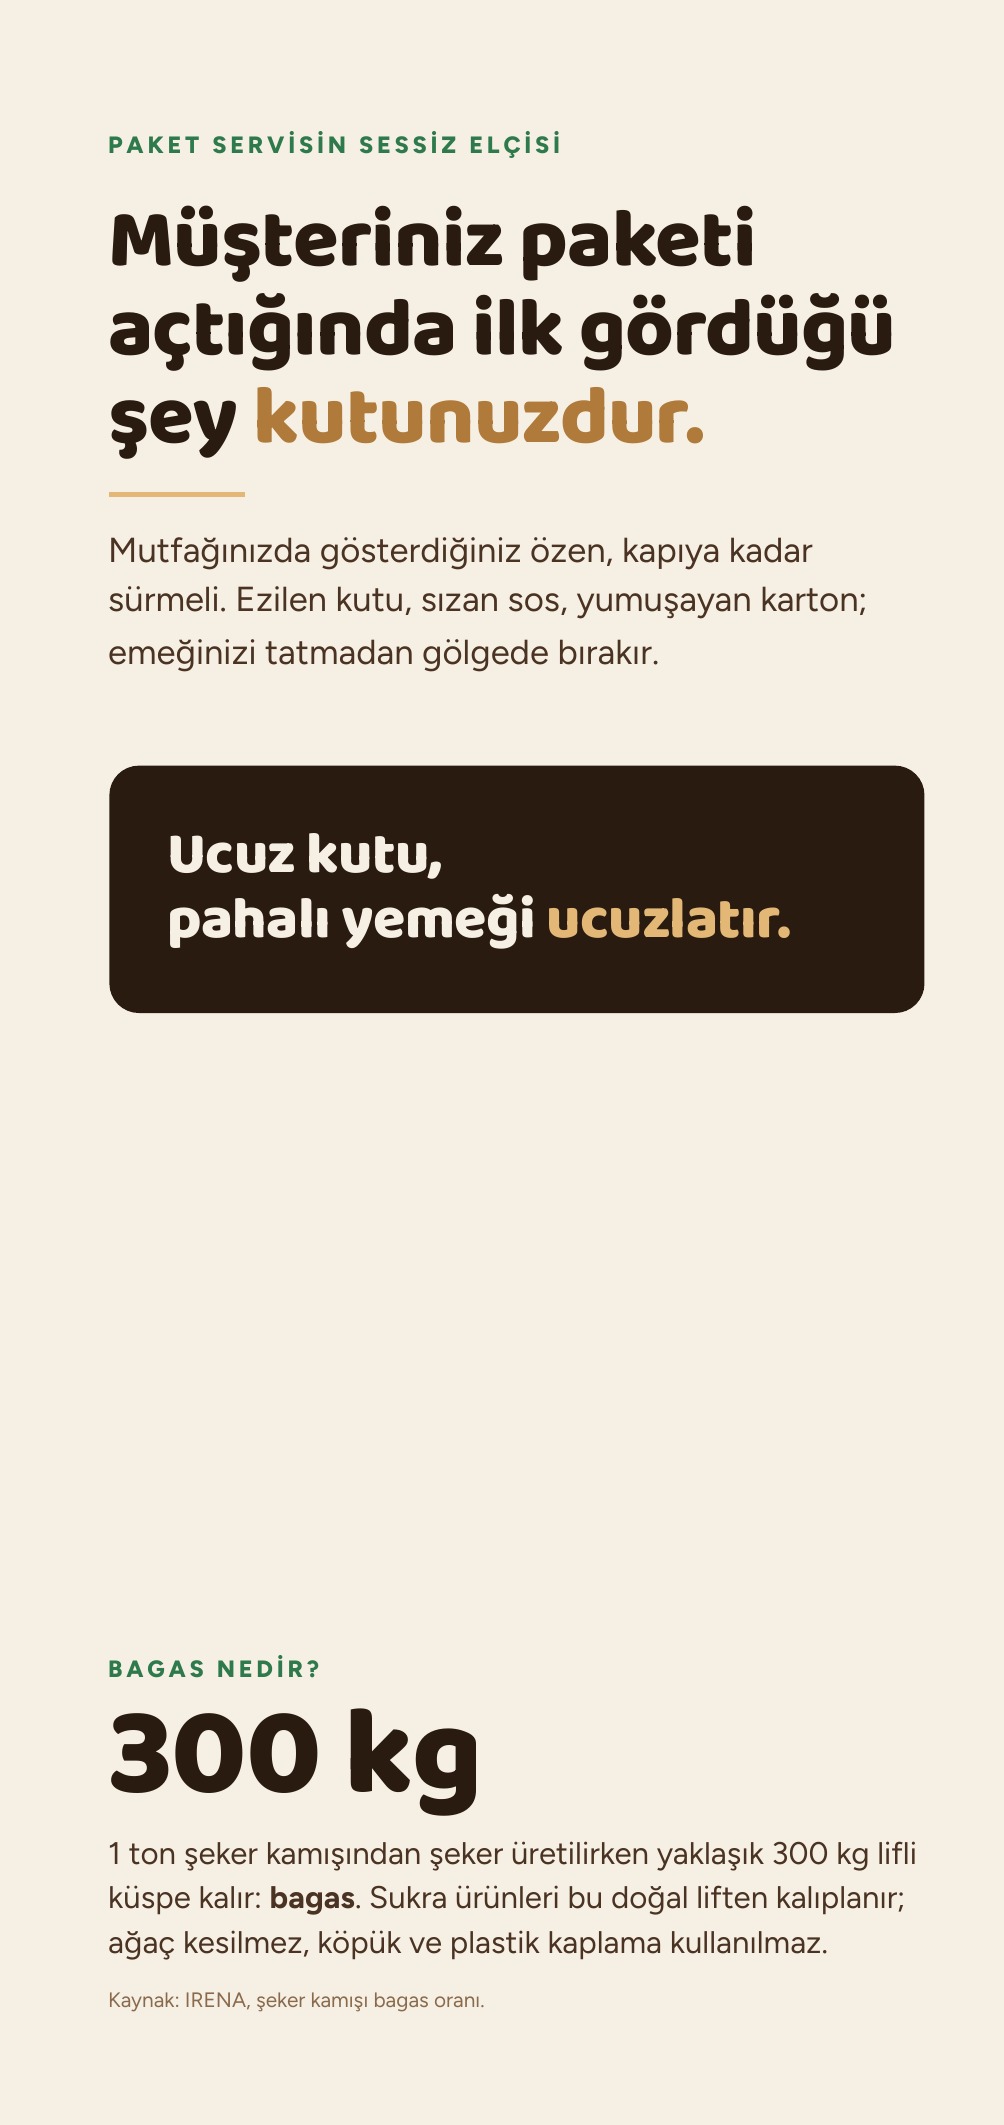 PAKET SERVİSİN SESSİZ ELÇİSİ
Müşteriniz paketi
açtığında ilk gördüğü
şey kutunuzdur.
Mutfağınızda gösterdiğiniz özen, kapıya kadar
sürmeli. Ezilen kutu, sızan sos, yumuşayan karton;
emeğinizi tatmadan gölgede bırakır.
Ucuz kutu,
pahalı yemeği ucuzlatır.
BAGAS NEDİR?
300 kg
1 ton şeker kamışından şeker üretilirken yaklaşık 300 kg lifli
küspe kalır: bagas. Sukra ürünleri bu doğal liften kalıplanır;
ağaç kesilmez, köpük ve plastik kaplama kullanılmaz.
Kaynak: IRENA, şeker kamışı bagas oranı.